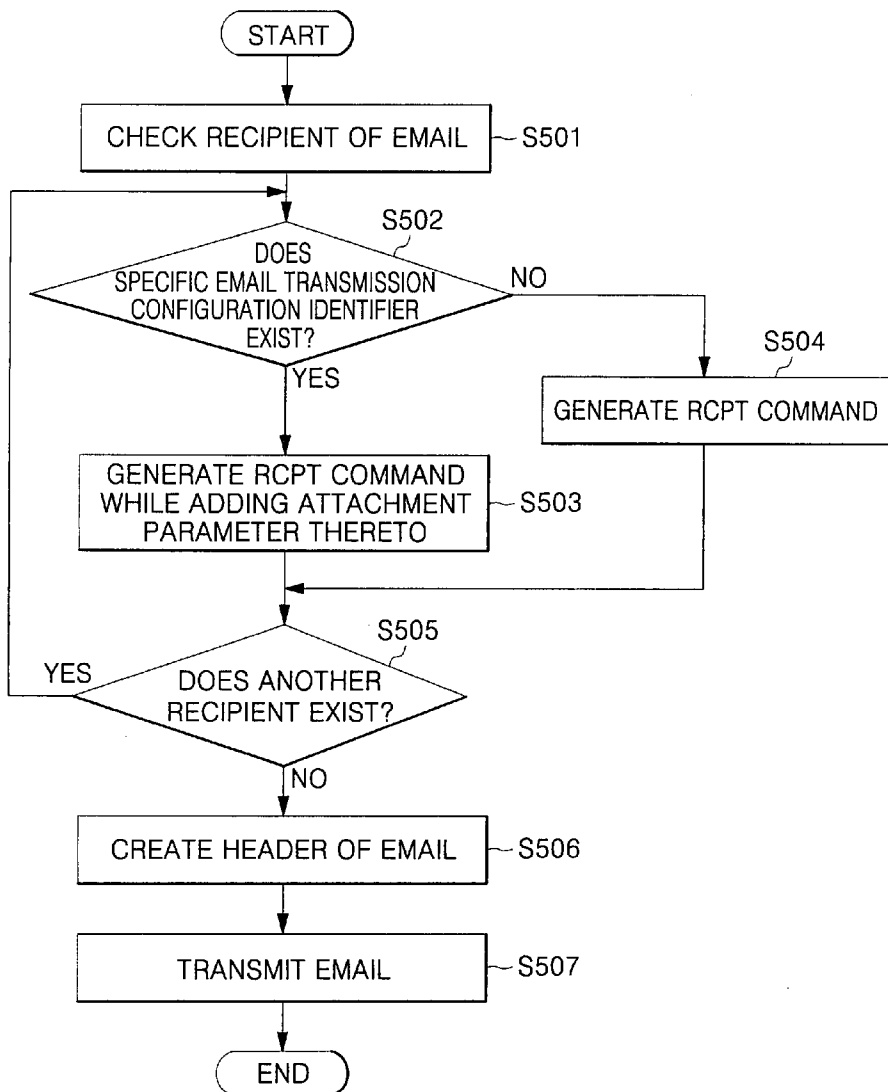 START
CHECK RECIPIENT OF EMAIL
S501
S502
DOES
SPECIFIC EMAIL TRANSMISSION
CONFIGURATION IDENTIFIER
EXIST?
NO
YES
S504
GENERATE RCPT COMMAND
GENERATE RCPT COMMAND
WHILE ADDING ATTACHMENT
PARAMETER THERETO
S503
S505
YES
DOES ANOTHER
RECIPIENT EXIST?
NO
CREATE HEADER OF EMAIL
S506
TRANSMIT EMAIL
S507
END